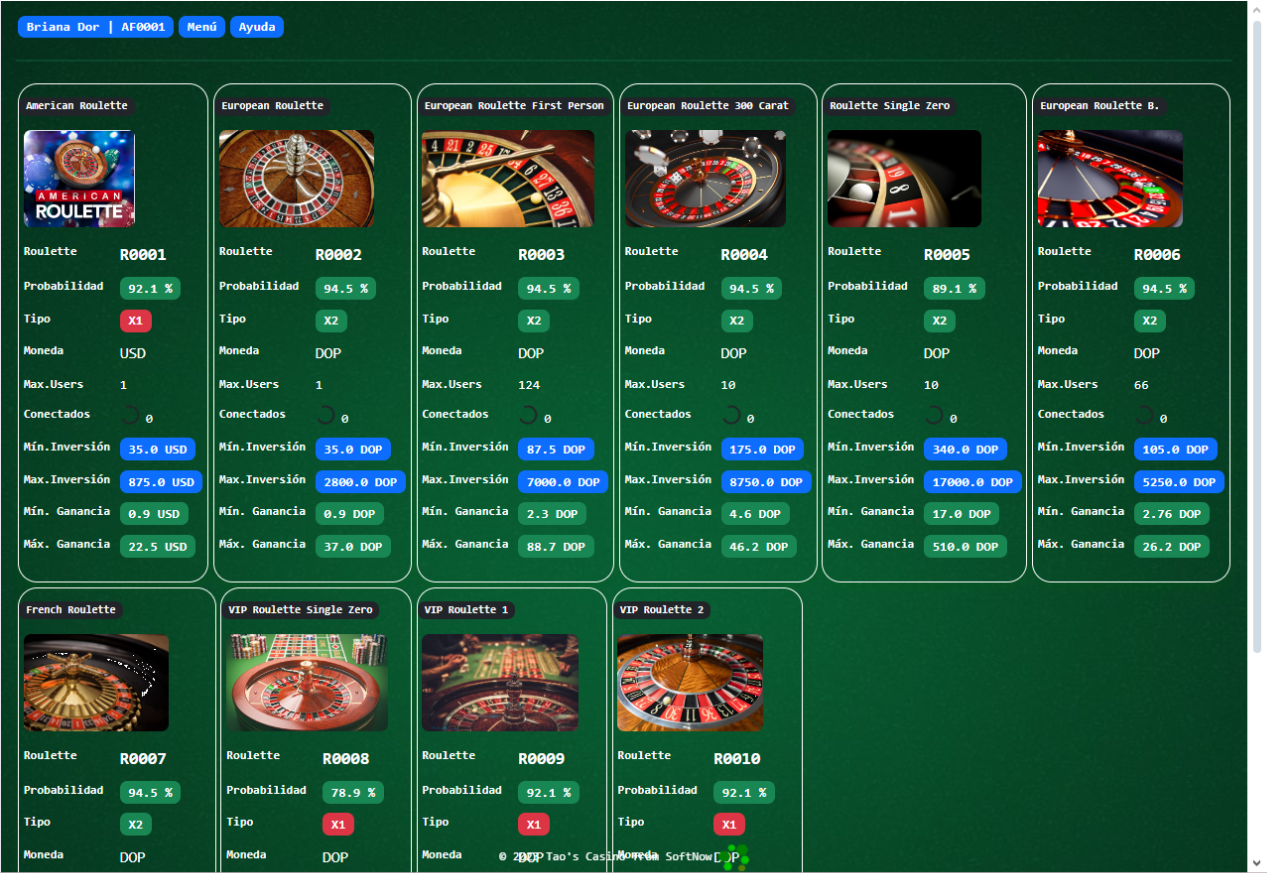 Briana Dor | AF0001 Menú Ayuda
American Roulette
AMERICAN
ROULETTE
Roulette R0001
Probabilidad 92.1 %
Tipo X1
Moneda USD
Max.Users 1
Conectados 0
Mín.Inversión 35.0 USD
Max.Inversión 875.0 USD
Mín. Ganancia 0.9 USD
Máx. Ganancia 22.5 USD
European Roulette
Roulette R0002
Probabilidad 94.5 %
Tipo X2
Moneda DOP
Max.Users 1
Conectados 0
Mín.Inversión 35.0 DOP
Max.Inversión 2800.0 DOP
Mín. Ganancia 0.9 DOP
Máx. Ganancia 37.0 DOP
European Roulette First Person
Roulette R0003
Probabilidad 94.5 %
Tipo X2
Moneda DOP
Max.Users 124
Conectados 0
Mín.Inversión 87.5 DOP
Max.Inversión 7000.0 DOP
Mín. Ganancia 2.3 DOP
Máx. Ganancia 88.7 DOP
European Roulette 300 Carat
Roulette R0004
Probabilidad 94.5 %
Tipo X2
Moneda DOP
Max.Users 10
Conectados 0
Mín.Inversión 175.0 DOP
Max.Inversión 8750.0 DOP
Mín. Ganancia 4.6 DOP
Máx. Ganancia 46.2 DOP
Roulette Single Zero
Roulette R0005
Probabilidad 89.1 %
Tipo X2
Moneda DOP
Max.Users 10
Conectados 0
Mín.Inversión 340.0 DOP
Max.Inversión 17000.0 DOP
Mín. Ganancia 17.0 DOP
Máx. Ganancia 510.0 DOP
European Roulette B.
Roulette R0006
Probabilidad 94.5 %
Tipo X2
Moneda DOP
Max.Users 66
Conectados 0
Mín.Inversión 105.0 DOP
Max.Inversión 5250.0 DOP
Mín. Ganancia 2.76 DOP
Máx. Ganancia 26.2 DOP
French Roulette
Roulette R0007
Probabilidad 94.5 %
Tipo X2
Moneda DOP
VIP Roulette Single Zero
Roulette R0008
Probabilidad 78.9 %
Tipo X1
Moneda DOP
VIP Roulette 1
Roulette R0009
Probabilidad 92.1 %
Tipo X1
Moneda DOP
VIP Roulette 2
Roulette R0010
Probabilidad 92.1 %
Tipo X1
Moneda DOP
© Tao's Casino from SoftNow